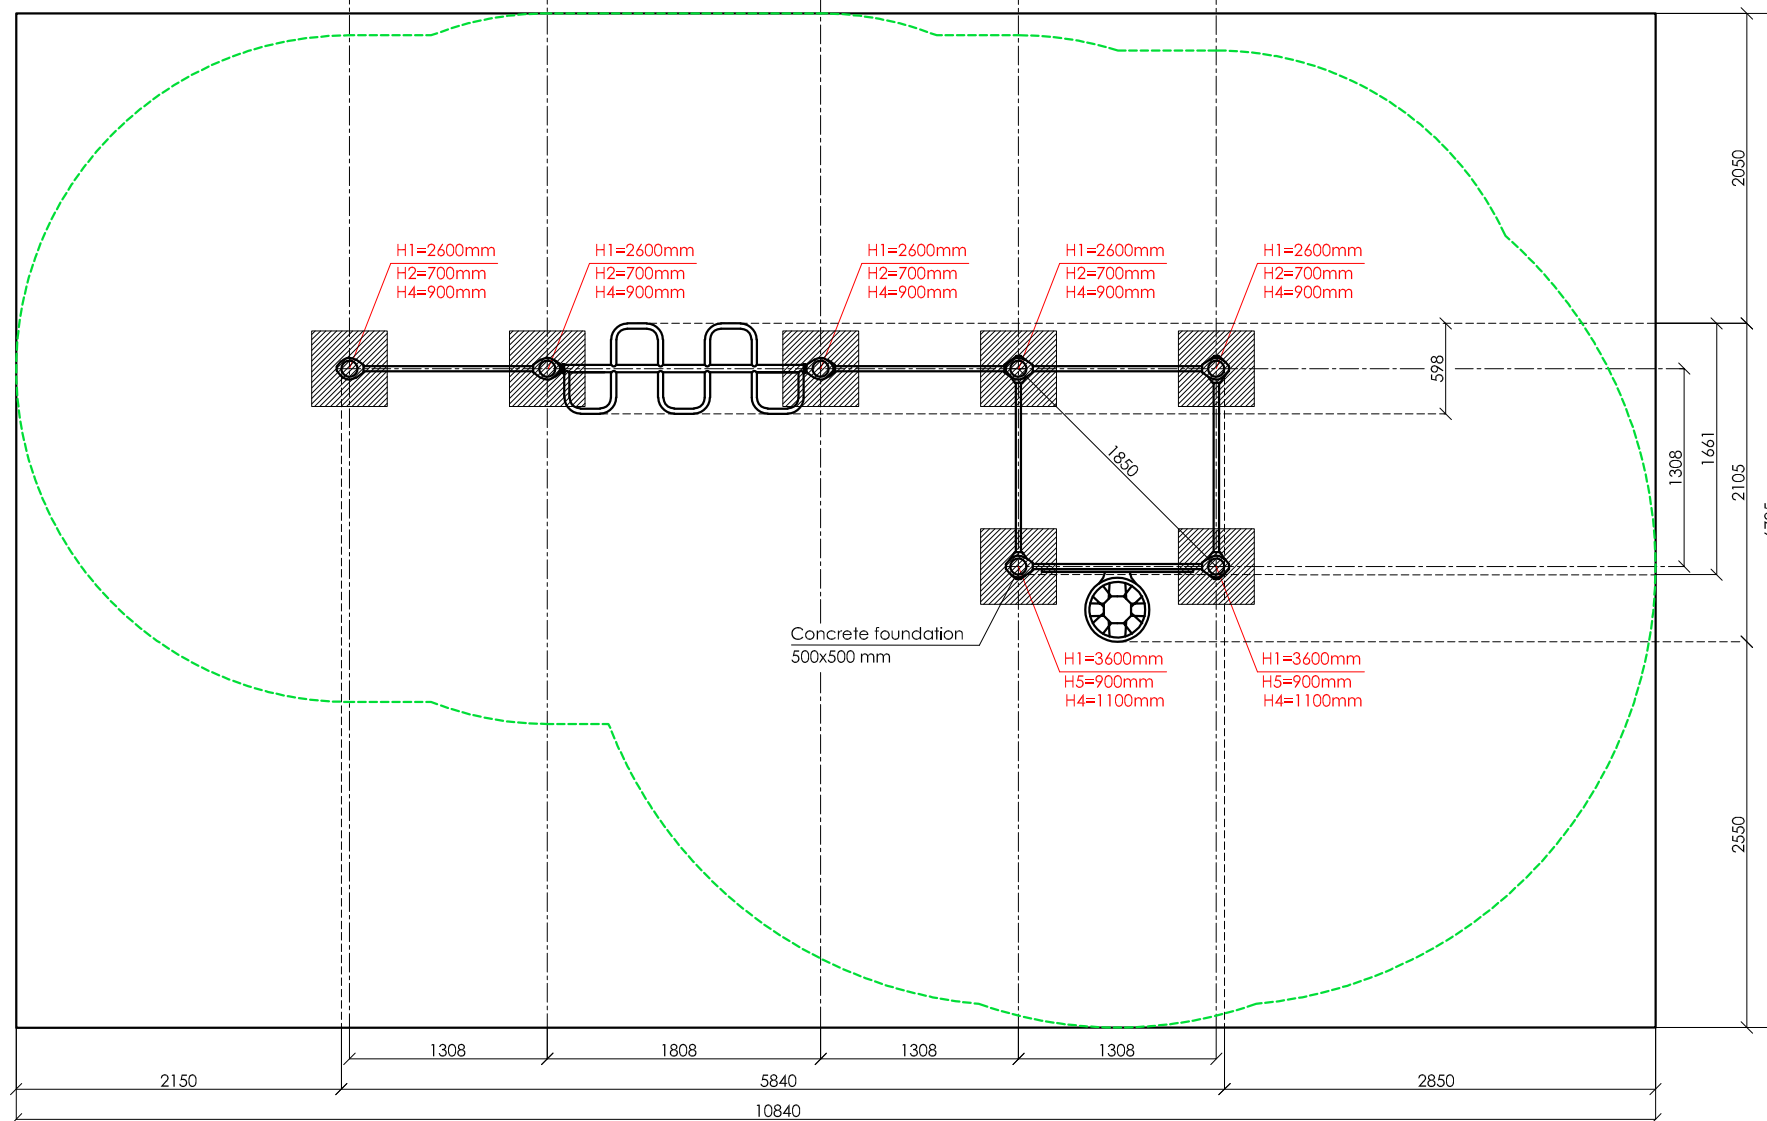 2050
H1=2600mm
H2=700mm
H4=900mm
H1=2600mm
H2=700mm
H4=900mm
H1=2600mm
H2=700mm
H4=900mm
H1=2600mm
H2=700mm
H4=900mm
H1=2600mm
H2=700mm
H4=900mm
598
1308
1661
2105
1850
Concrete foundation
500x500 mm
H1=3600mm
H5=900mm
H4=1100mm
H1=3600mm
H5=900mm
H4=1100mm
2550
1308
1808
1308
1308
2150
5840
2850
10840